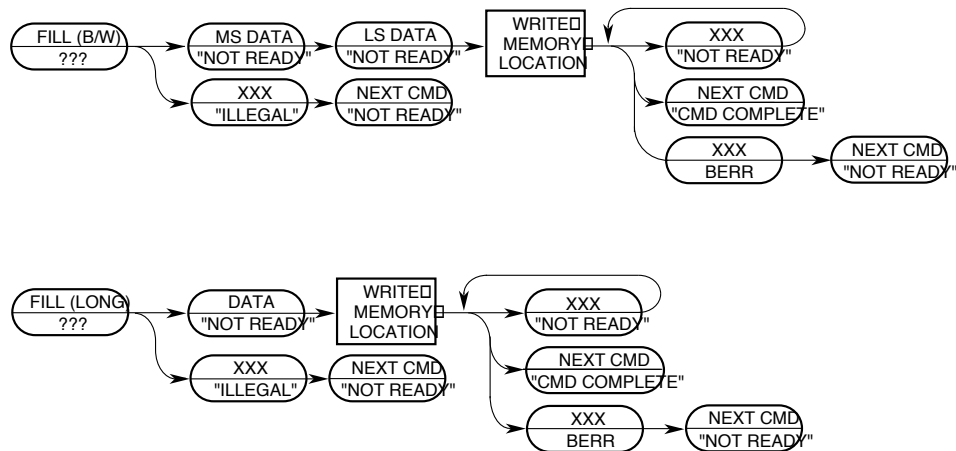 FILL (B/W)
???
MS DATA
"NOT READY"
LS DATA
"NOT READY"
WRITE
MEMORY
LOCATION
XXX
"NOT READY"
XXX
"ILLEGAL"
NEXT CMD
"NOT READY"
NEXT CMD
"CMD COMPLETE"
XXX
BERR
NEXT CMD
"NOT READY"
FILL (LONG)
???
DATA
"NOT READY"
WRITE
MEMORY
LOCATION
XXX
"NOT READY"
XXX
"ILLEGAL"
NEXT CMD
"NOT READY"
NEXT CMD
"CMD COMPLETE"
XXX
BERR
NEXT CMD
"NOT READY"